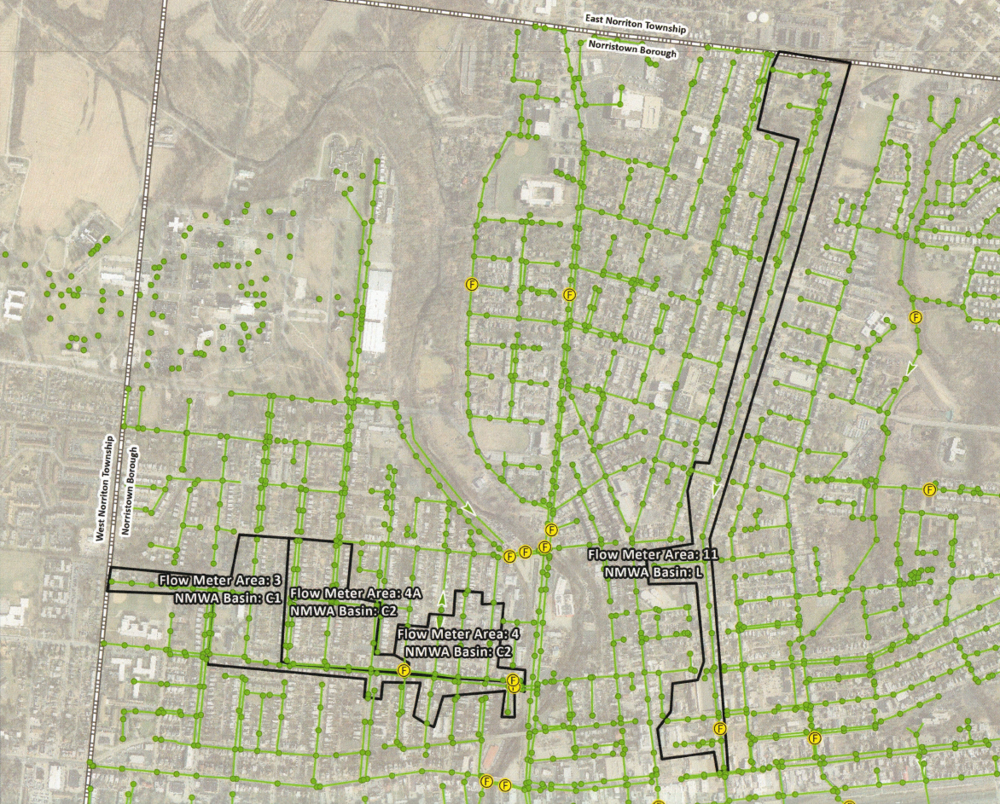 East Norriton Township
Norristown Borough
F
F
F
West Norriton Township
Norristown Borough
F
F
F
F
F
Flow Meter Area: 11
NMWA Basin: L
Flow Meter Area: 3
NMWA Basin: C1
Flow Meter Area: 4A
NMWA Basin: C2
Flow Meter Area: 4
NMWA Basin: C2
F
F
F
F
F
F
F